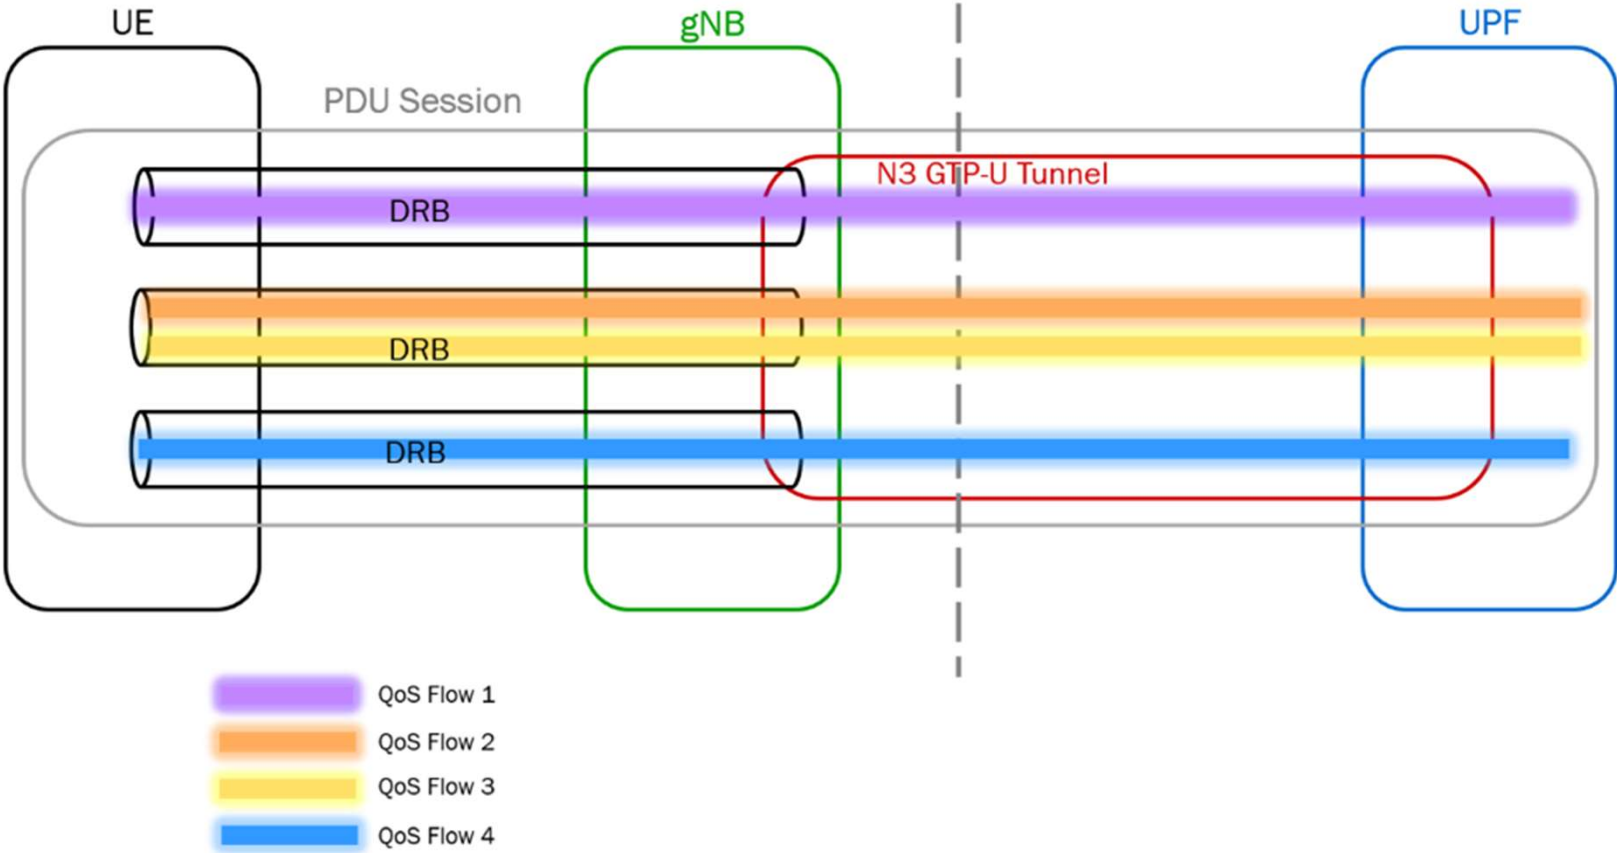 UE
gNB
UPF
PDU Session
N3 GTP-U Tunnel
DRB
DRB
DRB
QoS Flow 1
QoS Flow 2
QoS Flow 3
QoS Flow 4